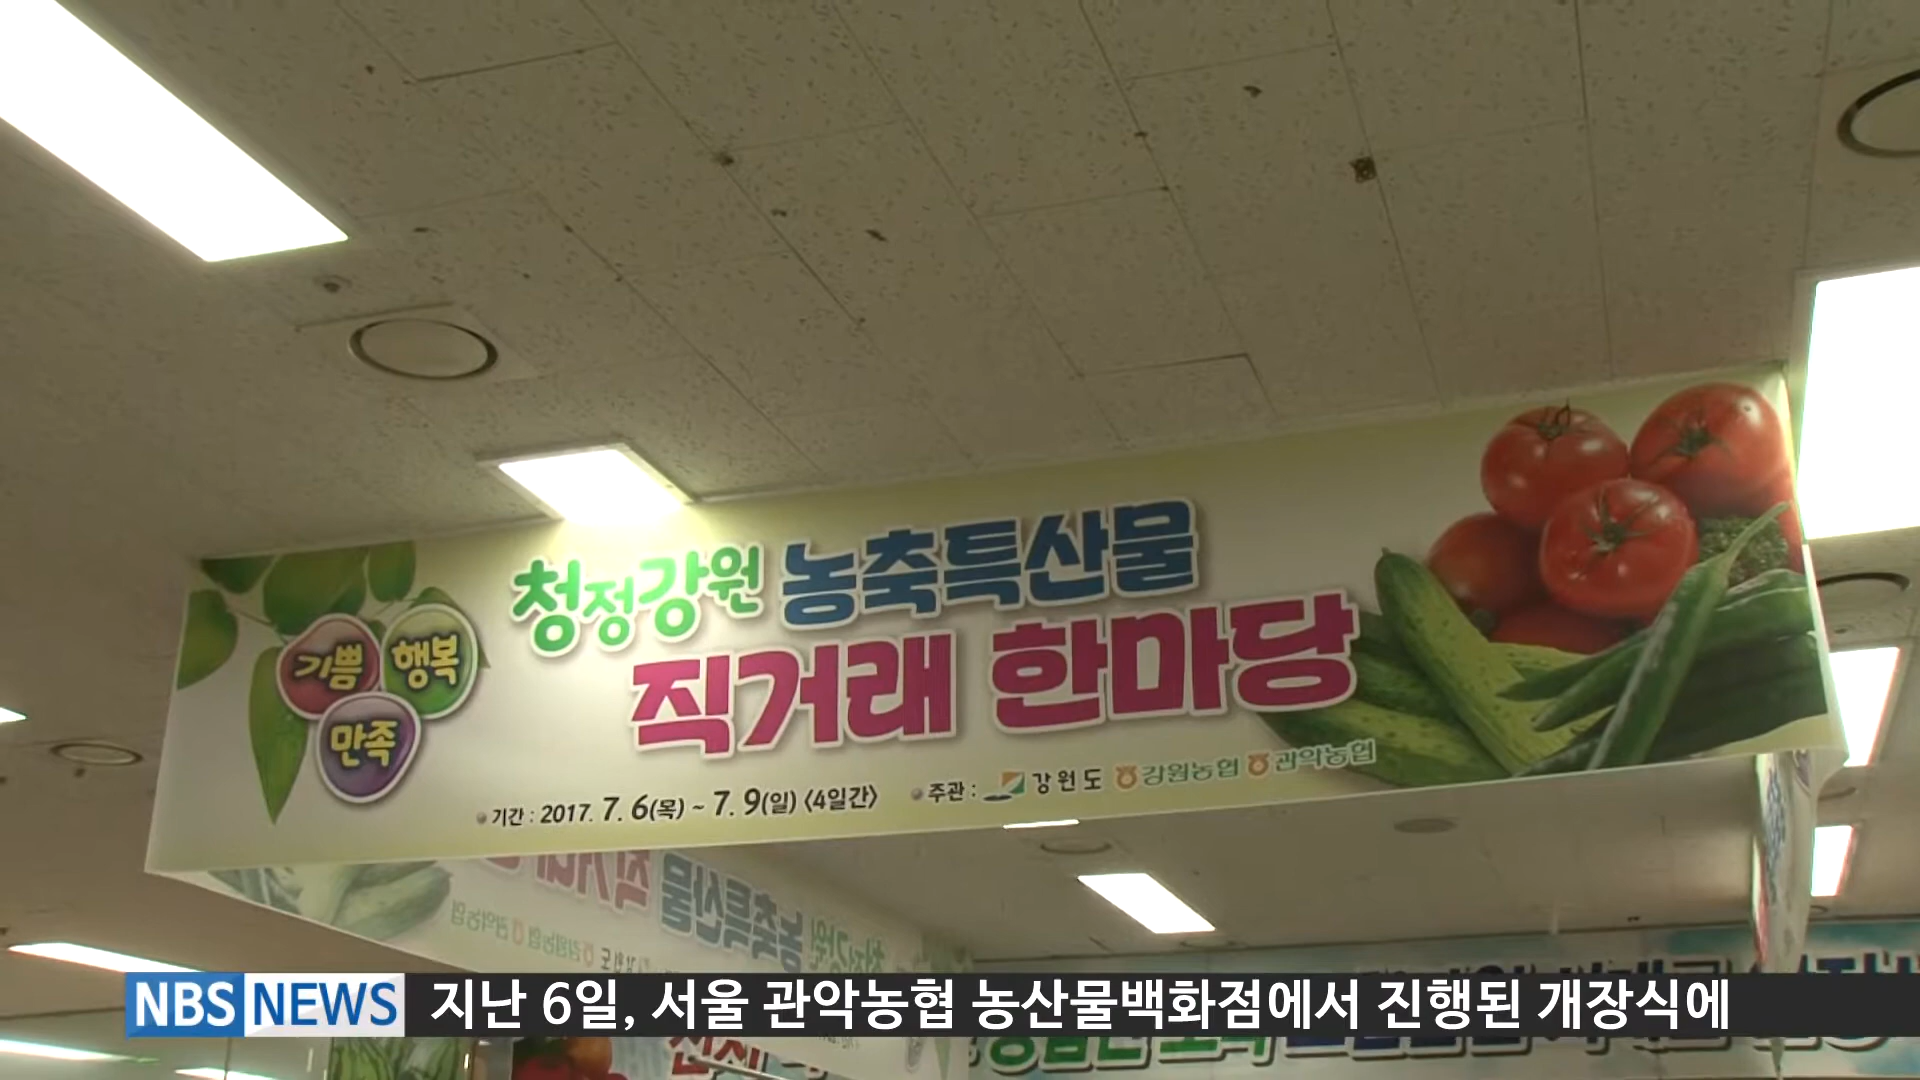 청정강원 농축특산물
직거래 한마당
기쁨 행복
만족
기간 : 2017. 7. 6(목) ~ 7. 9(일) 〈4일간〉 주관 : 강원도 강원농협 관악농협
NBS NEWS 지난 6일, 서울 관악농협 농산물백화점에서 진행된 개장식에